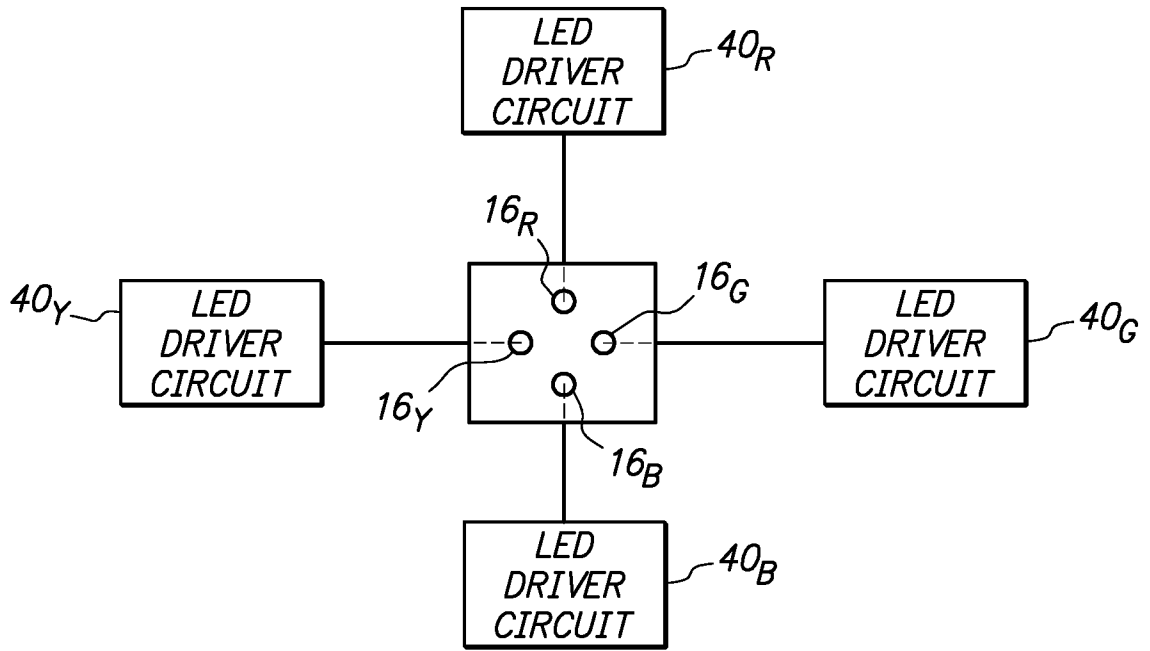 LED
DRIVER
CIRCUIT
40R
16R
16G
40Y
LED
DRIVER
CIRCUIT
LED
DRIVER
CIRCUIT
40G
16Y
16B
LED
DRIVER
CIRCUIT
40B